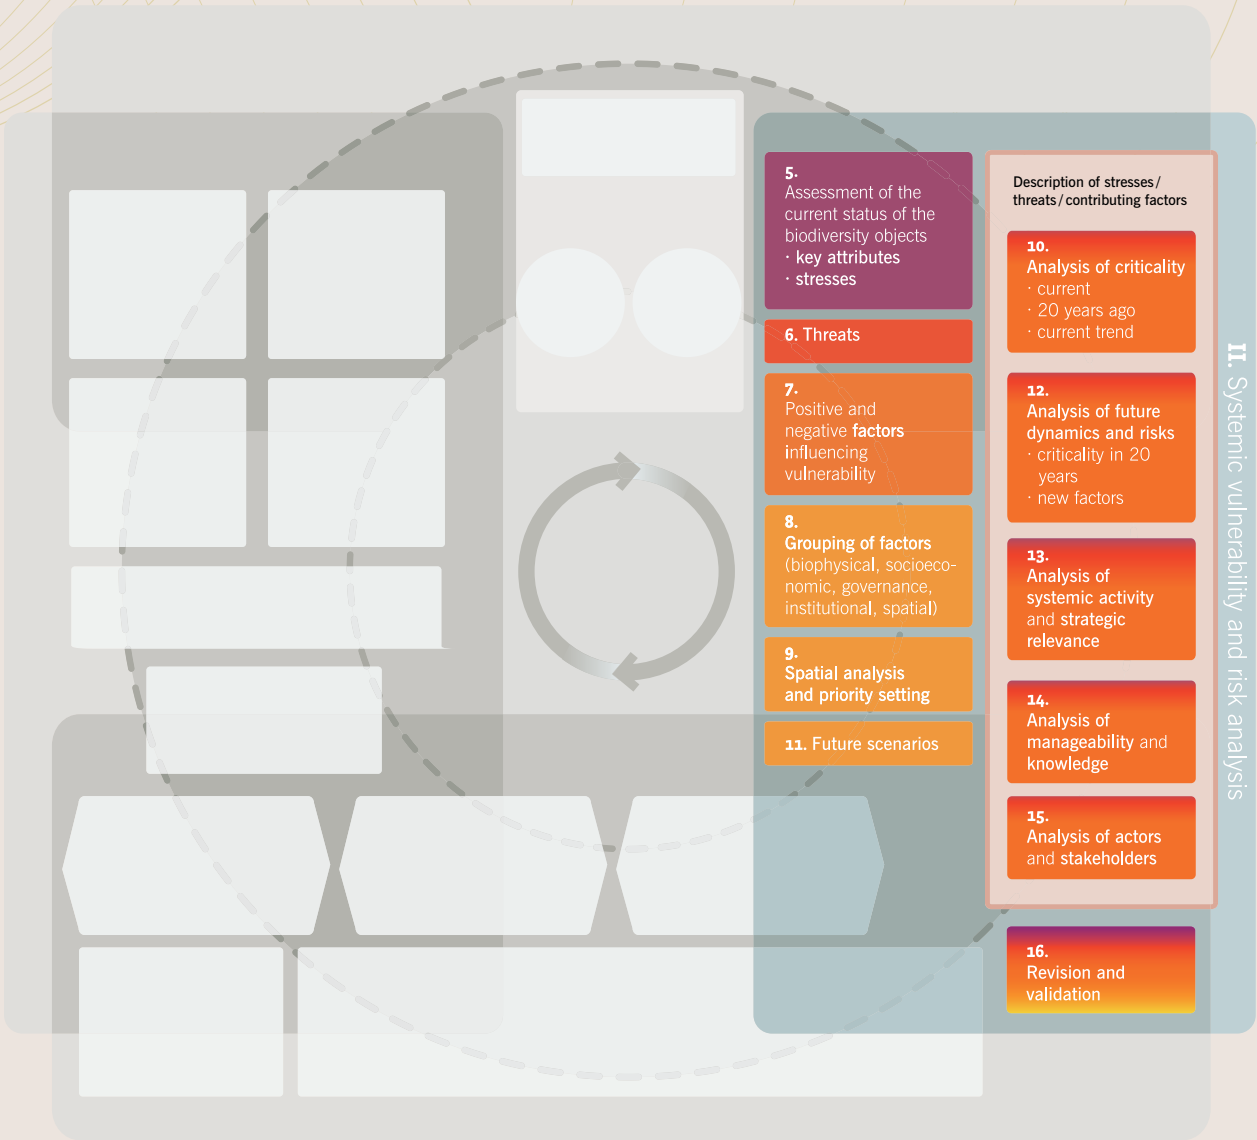 5.
Assessment of the
current status of the
biodiversity objects
· key attributes
· stresses
6. Threats
7.
Positive and
negative factors
influencing
vulnerability
8.
Grouping of factors
(biophysical, socioeco-
nomic, governance,
institutional, spatial)
9.
Spatial analysis
and priority setting
11. Future scenarios
Description of stresses/
threats/contributing factors
10.
Analysis of criticality
· current
· 20 years ago
· current trend
12.
Analysis of future
dynamics and risks
· criticality in 20
years
· new factors
13.
Analysis of
systemic activity
and strategic
relevance
14.
Analysis of
manageability and
knowledge
15.
Analysis of actors
and stakeholders
16.
Revision and
validation
II. Systemic vulnerability and risk analysis